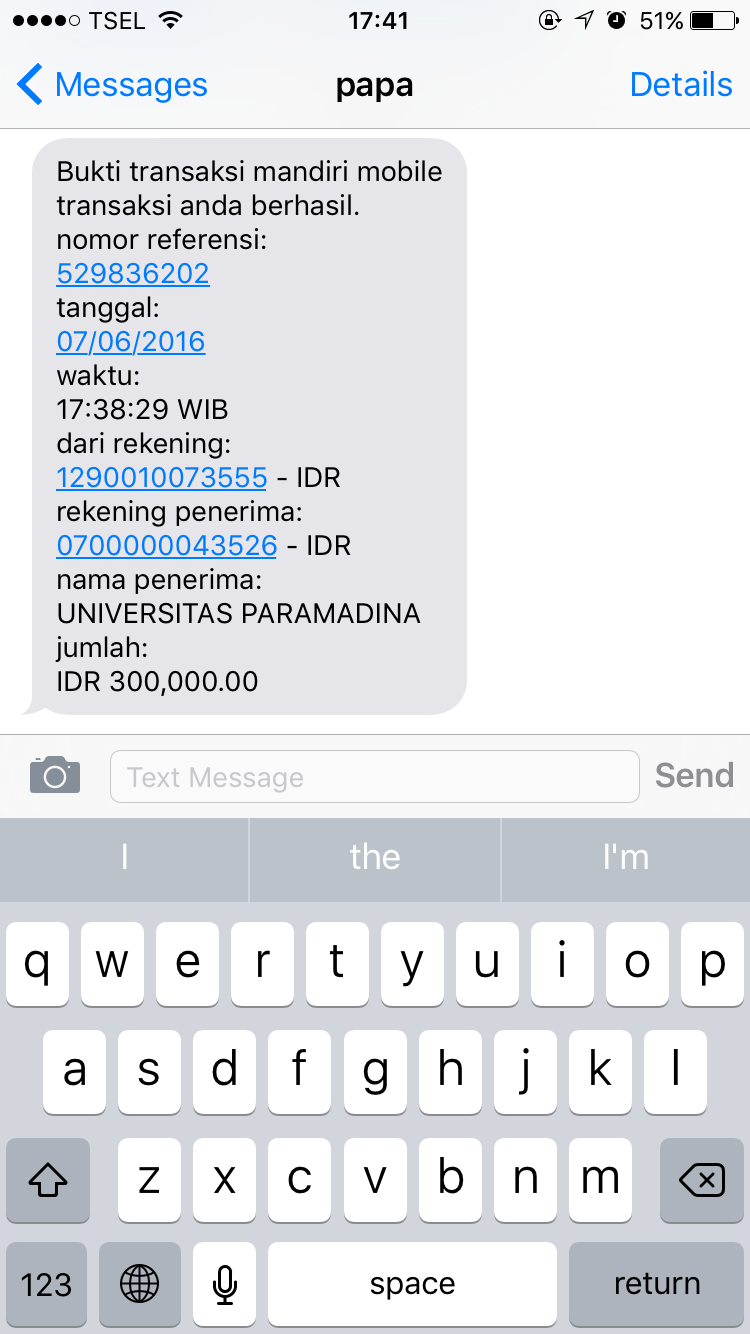 TSEL 17:41 51%
Messages papa Details
Bukti transaksi mandiri mobile
transaksi anda berhasil.
nomor referensi:
529836202
tanggal:
07/06/2016
waktu:
17:38:29 WIB
dari rekening:
1290010073555 - IDR
rekening penerima:
0700000043526 - IDR
nama penerima:
UNIVERSITAS PARAMADINA
jumlah:
IDR 300,000.00
Text Message Send
I the I'm
q w e r t y u i o p
a s d f g h j k l
z x c v b n m
123 space return